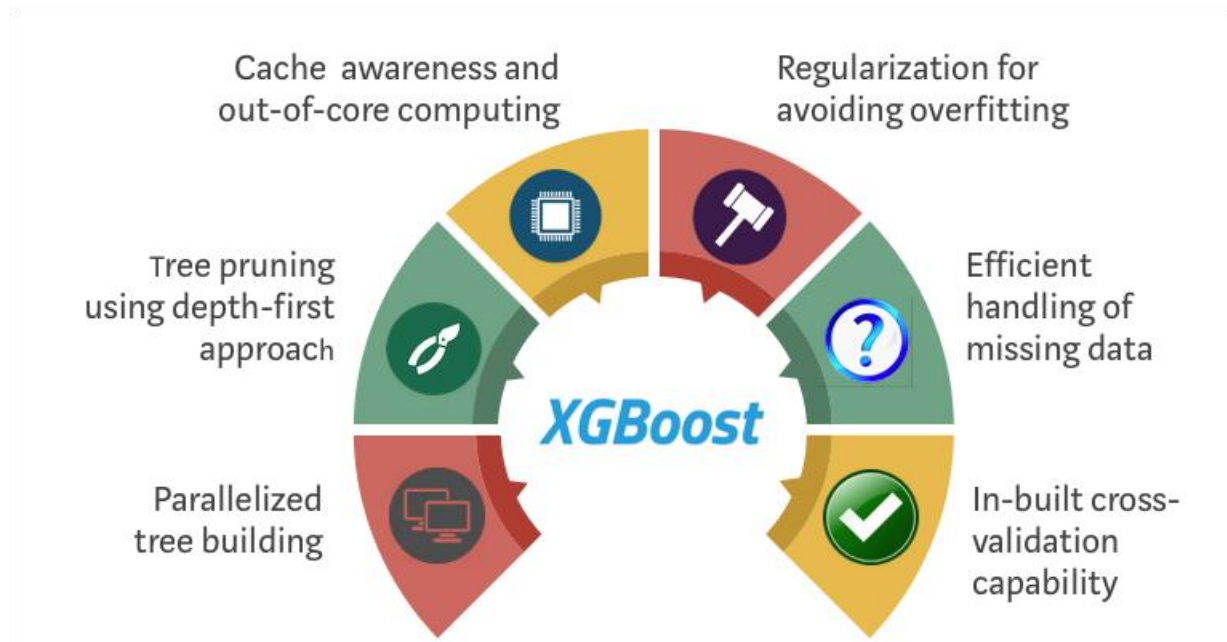 Cache awareness and
out-of-core computing
Regularization for
avoiding overfitting
Tree pruning
using depth-first
approach
Efficient
handling of
missing data
XGBoost
Parallelized
tree building
In-built cross-
validation
capability